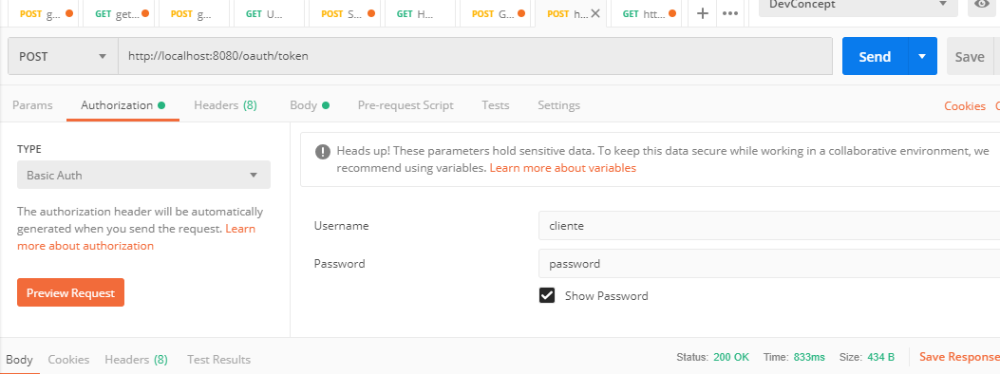 POST g... GET get... POST g... GET U... POST S... GET H... POST G... POST h... GET htt... + ••• DevConcept
POST http://localhost:8080/oauth/token Send Save
Params Authorization Headers (8) Body Pre-request Script Tests Settings Cookies
TYPE
Basic Auth
The authorization header will be automatically
generated when you send the request. Learn
more about authorization
Preview Request
Heads up! These parameters hold sensitive data. To keep this data secure while working in a collaborative environment, we
recommend using variables. Learn more about variables
Username cliente
Password password
Show Password
Body Cookies Headers (8) Test Results Status: 200 OK Time: 833ms Size: 434 B Save Response